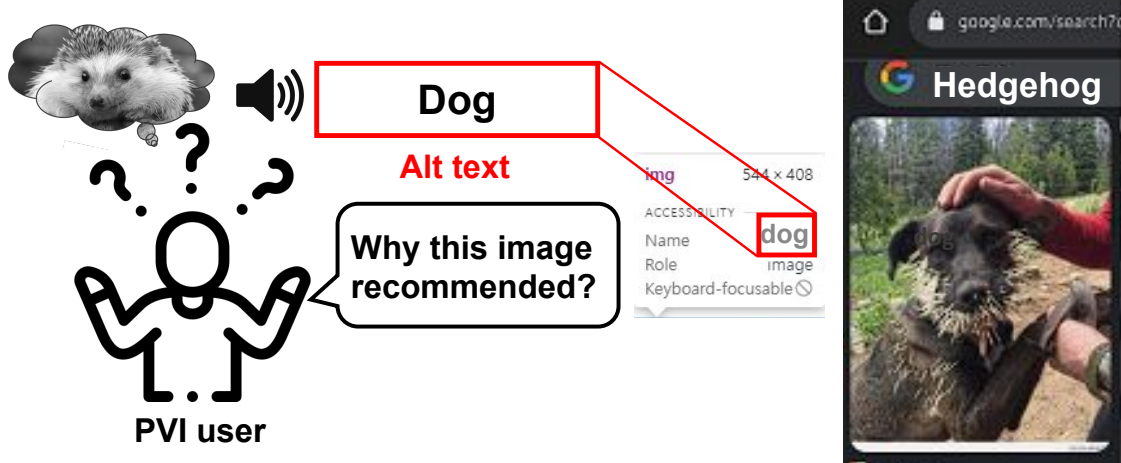 Dog
Alt text
Why this image
recommended?
PVI user
img 544 × 408
ACCESSIBILITY
Name dog
Role image
Keyboard-focusable
google.com/search?
G Hedgehog
dog